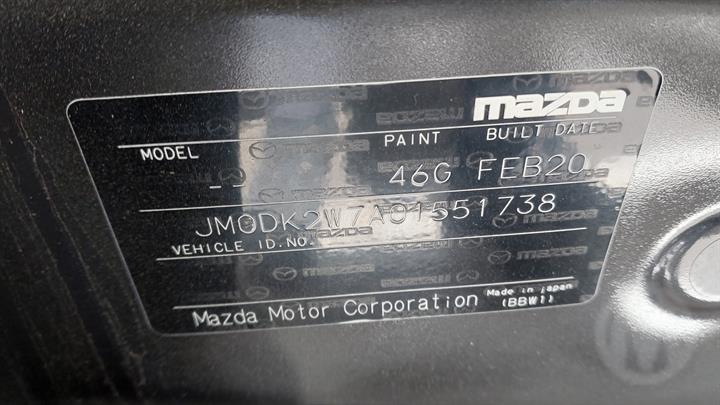 mazda
MODEL PAINT BUILT DATE
46G FEB20
JM0DK2W7A01551738
VEHICLE ID.NO.
Mazda Motor Corporation Made in japan
(BBW1)